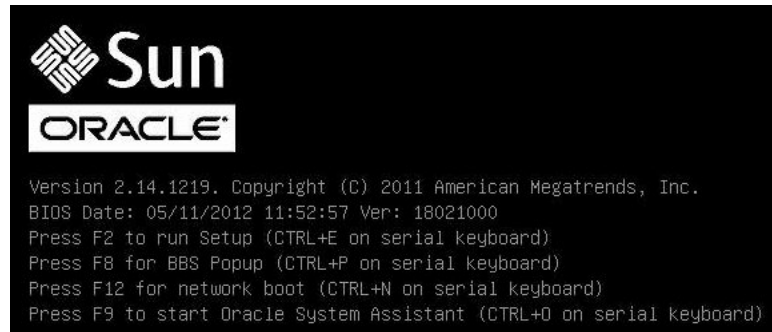 Sun
ORACLE
Version 2.14.1219. Copyright (C) 2011 American Megatrends, Inc.
BIOS Date: 05/11/2012 11:52:57 Ver: 18021000
Press F2 to run Setup (CTRL+E on serial keyboard)
Press F8 for BBS Popup (CTRL+P on serial keyboard)
Press F12 for network boot (CTRL+N on serial keyboard)
Press F9 to start Oracle System Assistant (CTRL+O on serial keyboard)